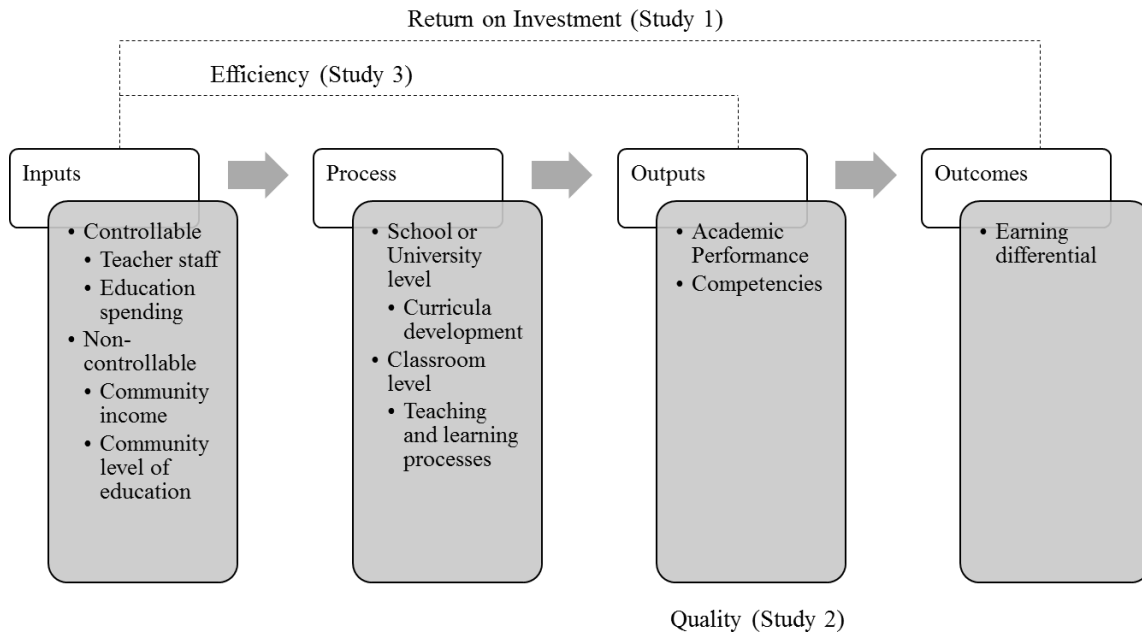 Return on Investment (Study 1)
Efficiency (Study 3)
Inputs
• Controllable
• Teacher staff
• Education
spending
• Non-
controllable
• Community
income
• Community
level of
education
Process
• School or
University
level
• Curricula
development
• Classroom
level
• Teaching
and learning
processes
Outputs
• Academic
Performance
• Competencies
Outcomes
• Earning
differential
Quality (Study 2)